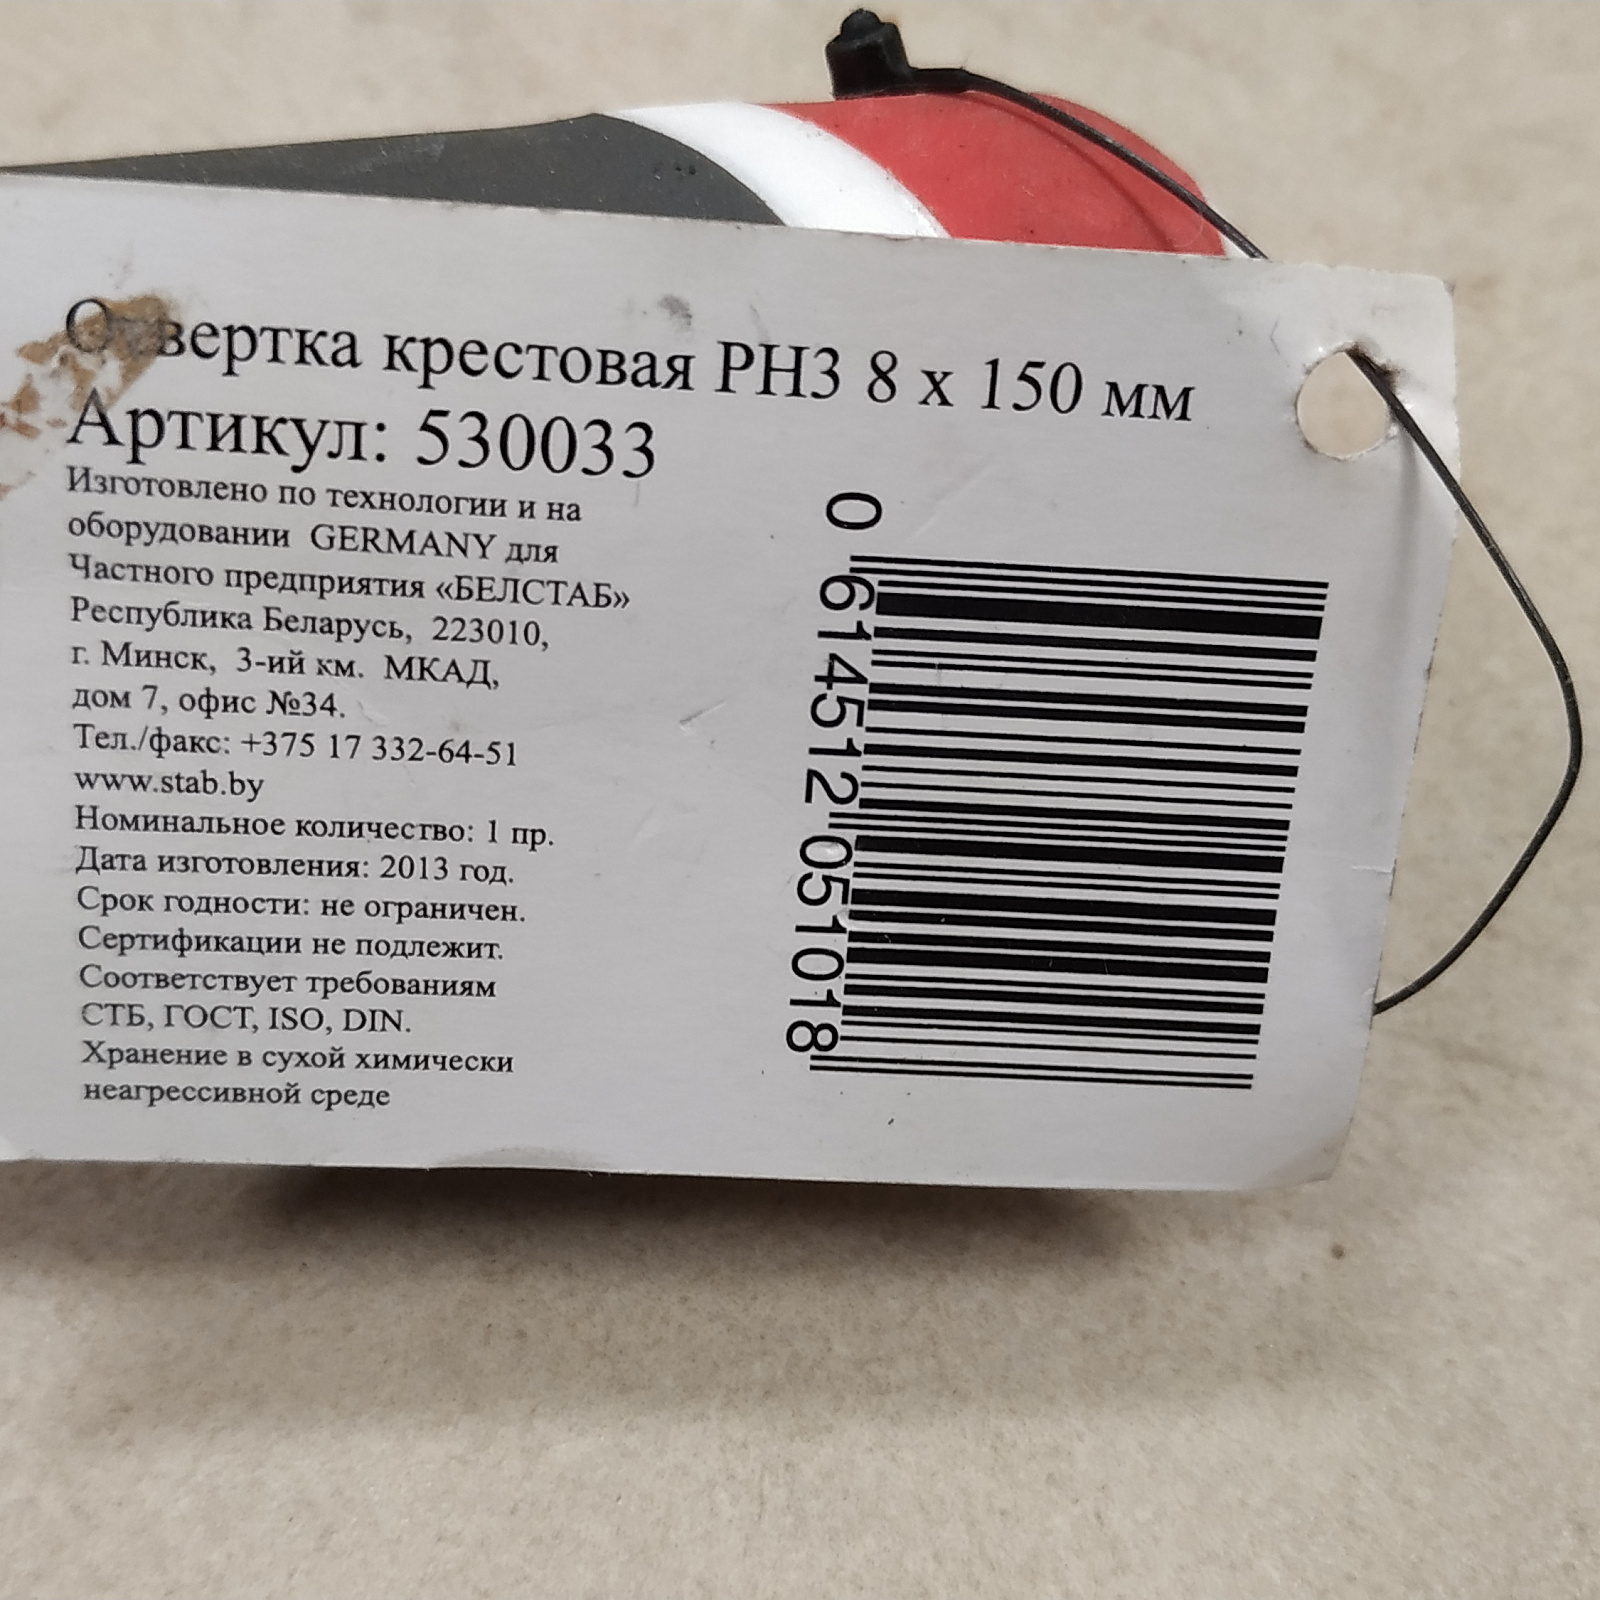 Отвертка крестовая PH3 8 x 150 мм
Артикул: 530033
Изготовлено по технологии и на
оборудовании GERMANY для
Частного предприятия «БЕЛСТАБ»
Республика Беларусь, 223010,
г. Минск, 3-ий км. МКАД,
дом 7, офис №34.
Тел./факс: +375 17 332-64-51
www.stab.by
Номинальное количество: 1 пр.
Дата изготовления: 2013 год.
Срок годности: не ограничен.
Сертификации не подлежит.
Соответствует требованиям
СТБ, ГОСТ, ISO, DIN.
Хранение в сухой химически
неагрессивной среде
0 614512 051018